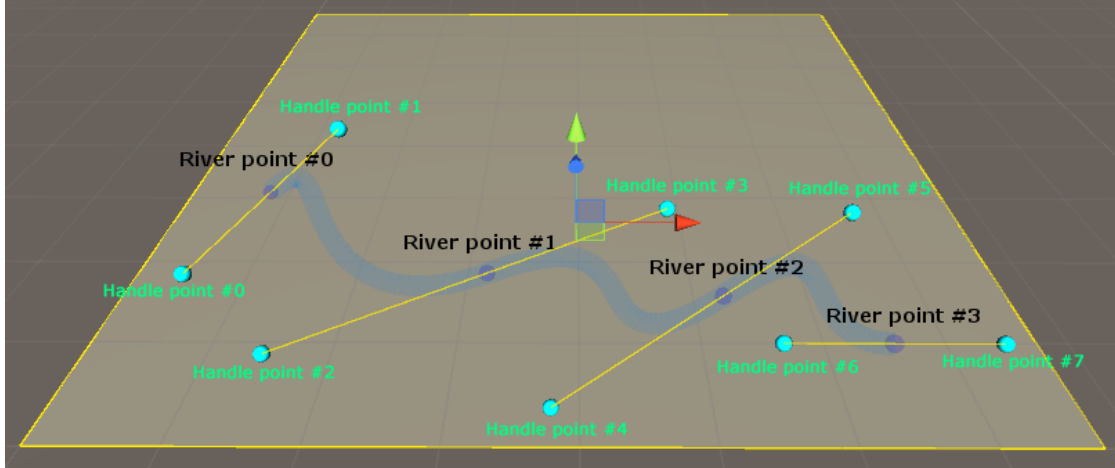 Handle point #1
River point #0
Handle point #3
Handle point #5
River point #1
River point #2
Handle point #0
River point #3
Handle point #2
Handle point #6
Handle point #7
Handle point #4